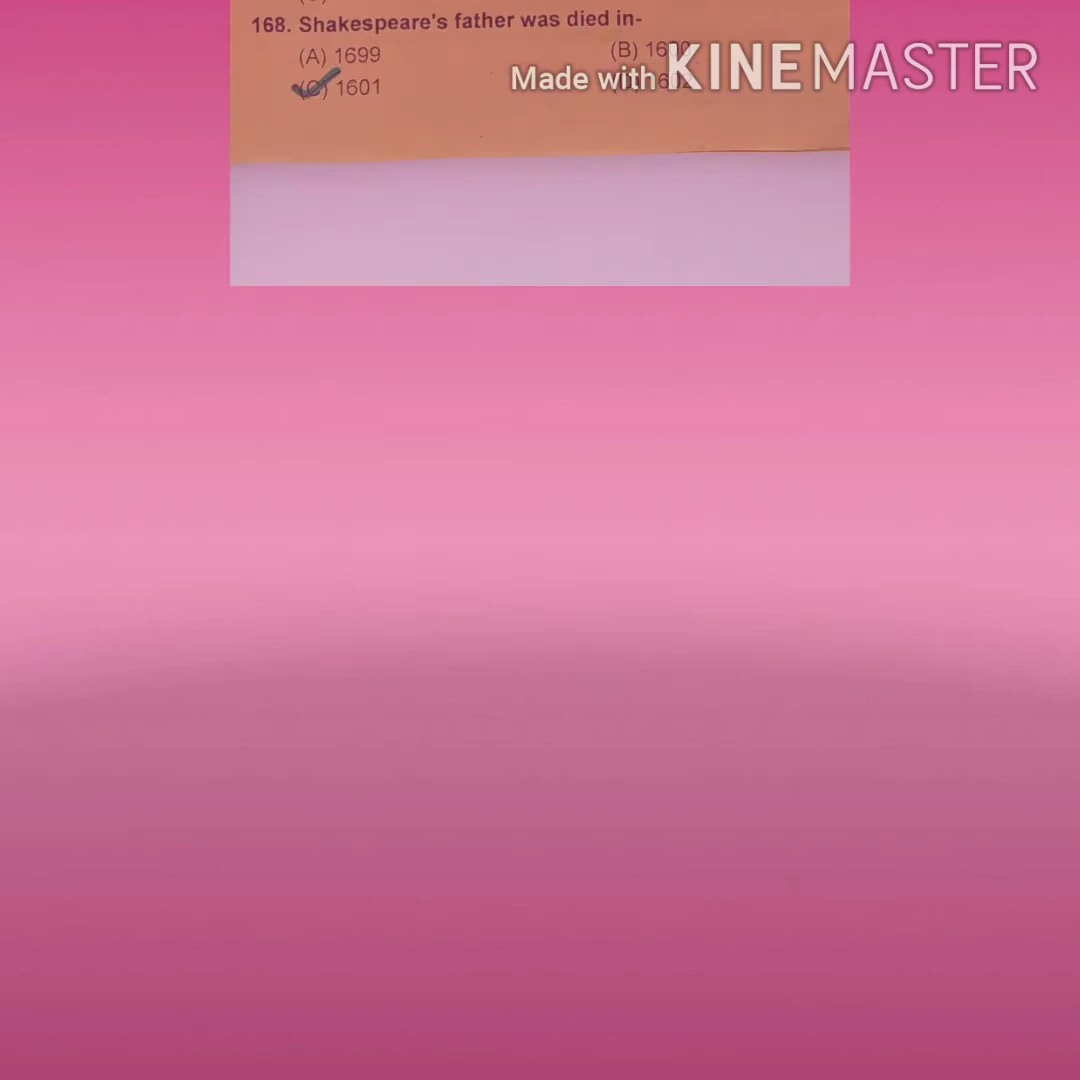 168. Shakespeare's father was died in-
(A) 1699 (B)
(C) 1601
Made with KINEMASTER